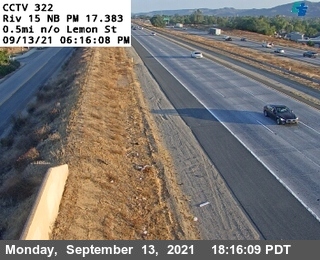 CCTV 322
Riv 15 NB PM 17.383
0.5mi n/o Lemon St
09/13/21 06:16:08 PM
Monday, September 13, 2021 18:16:09 PDT